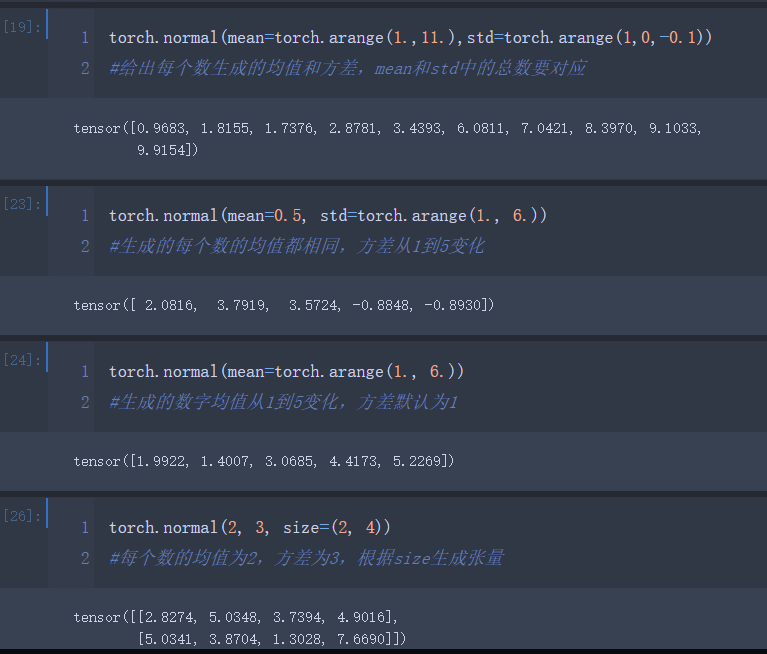 [19]:
1 torch.normal(mean=torch.arange(1.,11.),std=torch.arange(1,0,-0.1))
2 #给出每个数生成的均值和方差，mean和std中的总数要对应
tensor([0.9683, 1.8155, 1.7376, 2.8781, 3.4393, 6.0811, 7.0421, 8.3970, 9.1033,
9.9154])
[23]:
1 torch.normal(mean=0.5, std=torch.arange(1., 6.))
2 #生成的每个数的均值都相同，方差从1到5变化
tensor([ 2.0816,  3.7919,  3.5724, -0.8848, -0.8930])
[24]:
1 torch.normal(mean=torch.arange(1., 6.))
2 #生成的数字均值从1到5变化，方差默认为1
tensor([1.9922, 1.4007, 3.0685, 4.4173, 5.2269])
[26]:
1 torch.normal(2, 3, size=(2, 4))
2 #每个数的均值为2，方差为3，根据size生成张量
tensor([[2.8274, 5.0348, 3.7394, 4.9016],
[5.0341, 3.8704, 1.3028, 7.6690]])